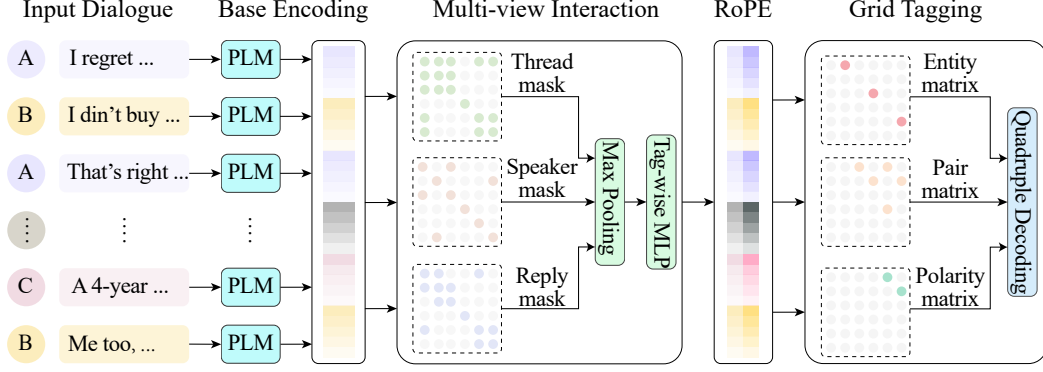 Input Dialogue
Base Encoding
Multi-view Interaction
RoPE
Grid Tagging
A
I regret ...
PLM
B
I din't buy ...
PLM
A
That's right ...
PLM
⋮
⋮
⋮
C
A 4-year ...
PLM
B
Me too, ...
PLM
Thread
mask
Speaker
mask
Reply
mask
Max Pooling
Tag-wise MLP
Entity
matrix
Pair
matrix
Polarity
matrix
Quadruple Decoding